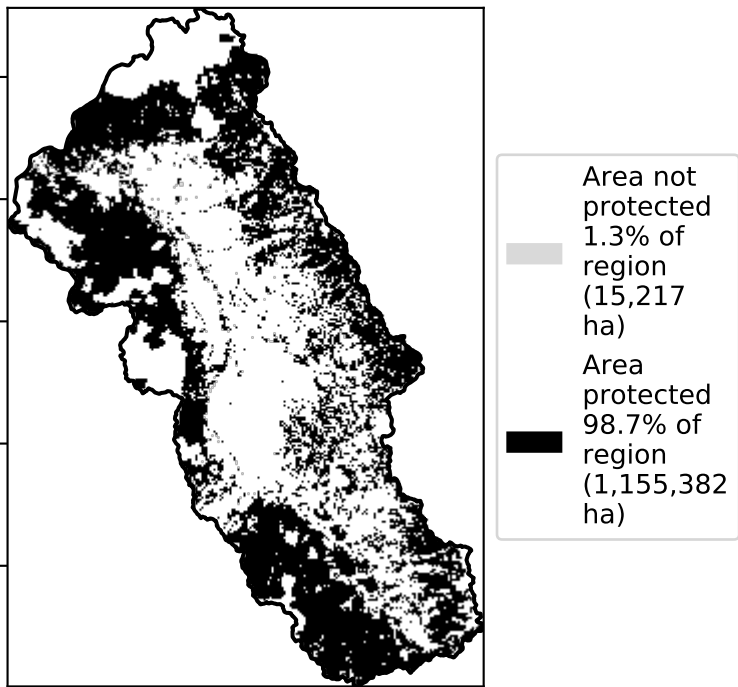 Area not
protected
1.3% of
region
(15,217
ha)
Area
protected
98.7% of
region
(1,155,382
ha)